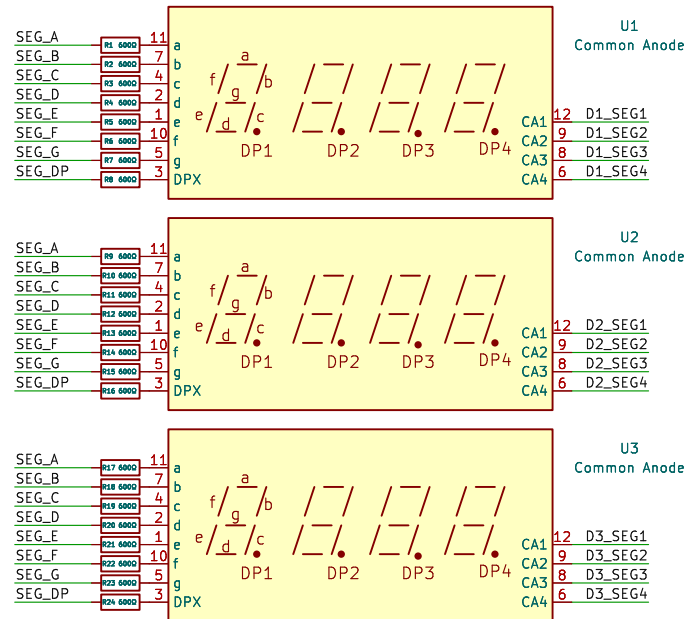 U1
Common Anode
SEG_A R1 600Ω 11 a
SEG_B R2 600Ω 7 b
SEG_C R3 600Ω 4 c
SEG_D R4 600Ω 2 d
SEG_E R5 600Ω 1 e
SEG_F R6 600Ω 10 f
SEG_G R7 600Ω 5 g
SEG_DP R8 600Ω 3 DPX
a
f b
g
e d c
DP1 DP2 DP3 DP4
CA1 12 D1_SEG1
CA2 9 D1_SEG2
CA3 8 D1_SEG3
CA4 6 D1_SEG4
U2
Common Anode
SEG_A R9 600Ω 11 a
SEG_B R10 600Ω 7 b
SEG_C R11 600Ω 4 c
SEG_D R12 600Ω 2 d
SEG_E R13 600Ω 1 e
SEG_F R14 600Ω 10 f
SEG_G R15 600Ω 5 g
SEG_DP R16 600Ω 3 DPX
a
f b
g
e d c
DP1 DP2 DP3 DP4
CA1 12 D2_SEG1
CA2 9 D2_SEG2
CA3 8 D2_SEG3
CA4 6 D2_SEG4
U3
Common Anode
SEG_A R17 600Ω 11 a
SEG_B R18 600Ω 7 b
SEG_C R19 600Ω 4 c
SEG_D R20 600Ω 2 d
SEG_E R21 600Ω 1 e
SEG_F R22 600Ω 10 f
SEG_G R23 600Ω 5 g
SEG_DP R24 600Ω 3 DPX
a
f b
g
e d c
DP1 DP2 DP3 DP4
CA1 12 D3_SEG1
CA2 9 D3_SEG2
CA3 8 D3_SEG3
CA4 6 D3_SEG4